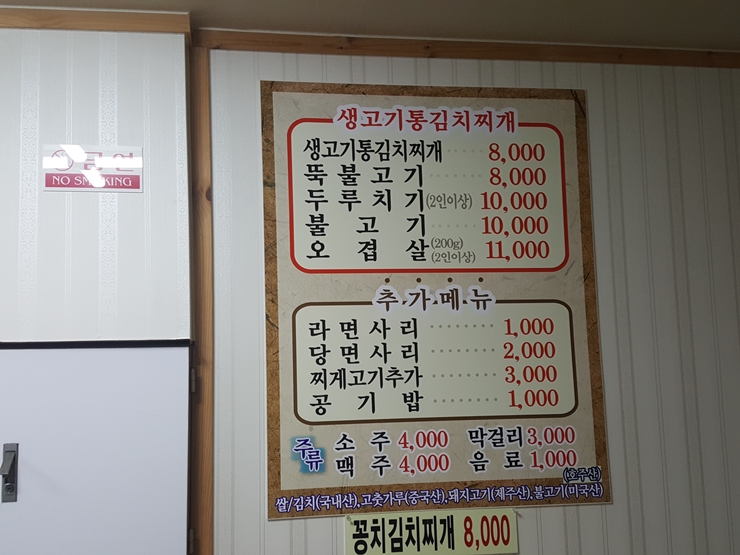 금연
NO SMOKING
생고기통김치찌개
생고기통김치찌개 ······ 8,000
뚝불고기 ······ 8,000
두루치기(2인이상) 10,000
불고기 ······ 10,000
오겹살(200g)(2인이상) 11,000
추·가·메·뉴
라면사리 ········ 1,000
당면사리 ········ 2,000
찌게고기추가 ········ 3,000
공기밥 ········ 1,000
주류
소주 4,000 막걸리 3,000
맥주 4,000 음료 1,000
(호주산)
쌀/김치(국내산),고춧가루(중국산),돼지고기(제주산),불고기(미국산)
꽁치김치찌개 8,000